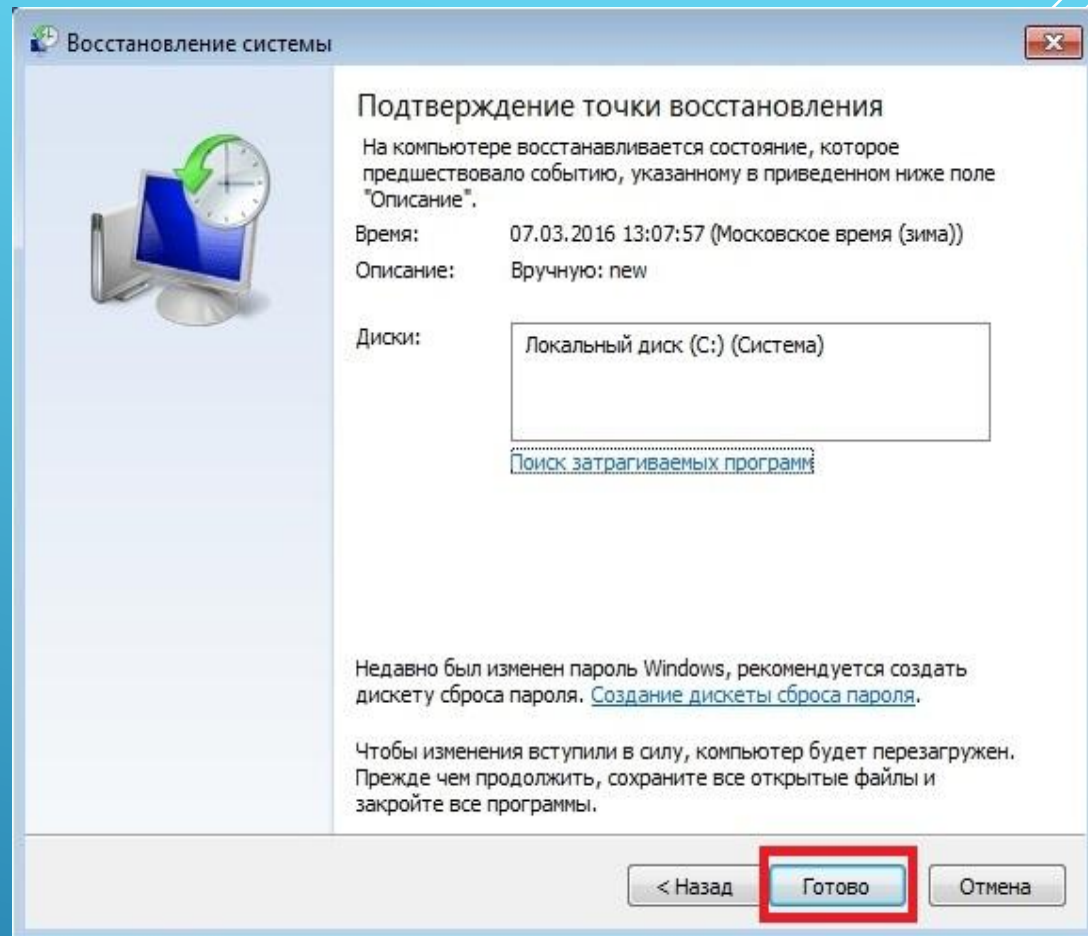 Восстановление системы
Подтверждение точки восстановления
На компьютере восстанавливается состояние, которое
предшествовало событию, указанному в приведенном ниже поле
"Описание".
Время: 07.03.2016 13:07:57 (Московское время (зима))
Описание: Вручную: new
Диски: Локальный диск (C:) (Система)
Поиск затрагиваемых программ
Недавно был изменен пароль Windows, рекомендуется создать
дискету сброса пароля. Создание дискеты сброса пароля.
Чтобы изменения вступили в силу, компьютер будет перезагружен.
Прежде чем продолжить, сохраните все открытые файлы и
закройте все программы.
< Назад Готово Отмена